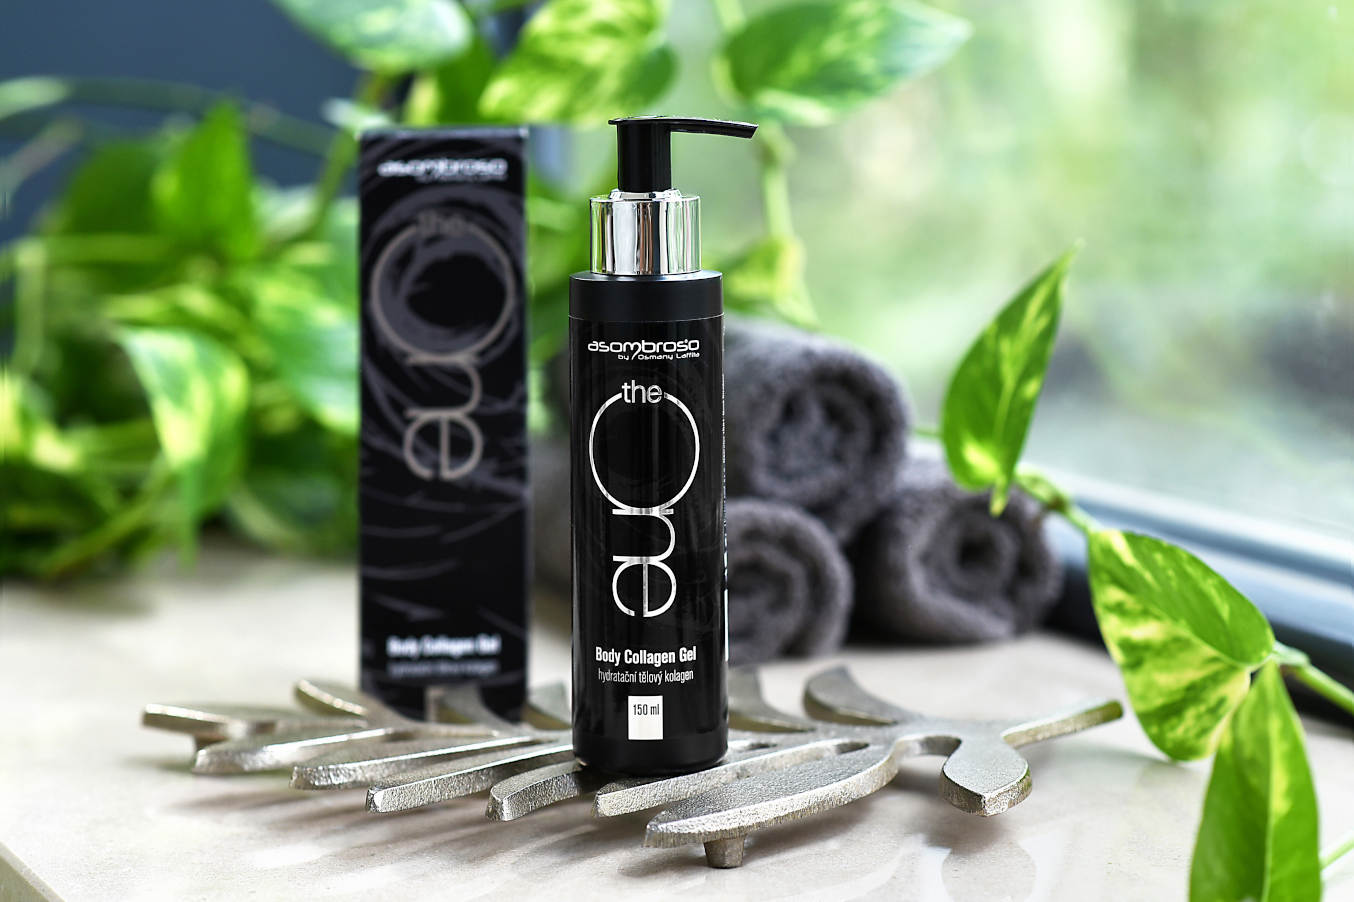 asombroso
the
One
Body Collagen Gel
asombroso
by Osmany Laffita
the
One
Body Collagen Gel
hydratační tělový kolagen
150 ml